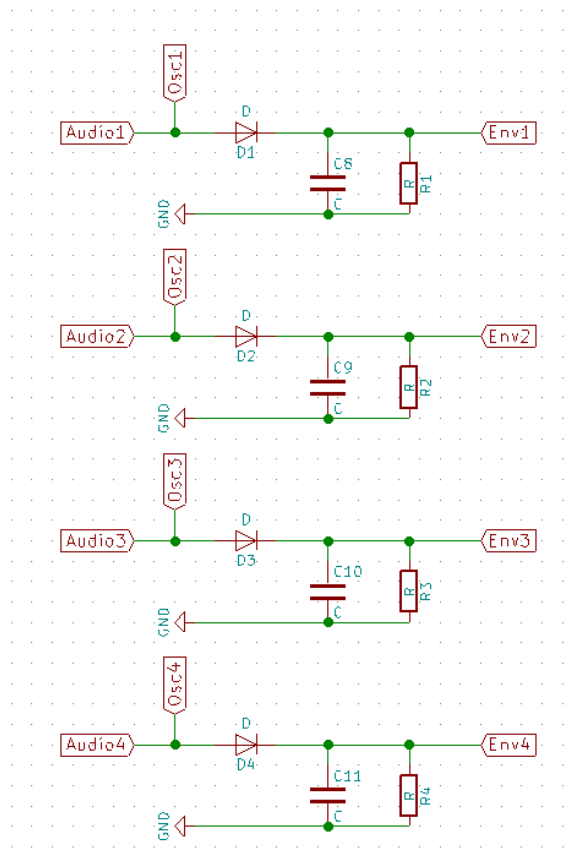 Osc1
D
Audio1
Env1
D1
C8
R
R1
C
GND
Osc2
D
Audio2
Env2
D2
C9
R
R2
C
GND
Osc3
D
Audio3
Env3
D3
C10
R
R3
C
GND
Osc4
D
Audio4
Env4
D4
C11
R
R4
C
GND